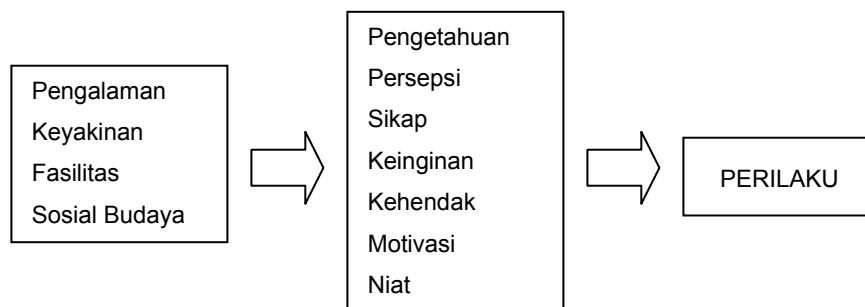 Pengalaman
Keyakinan
Fasilitas
Sosial Budaya
Pengetahuan
Persepsi
Sikap
Keinginan
Kehendak
Motivasi
Niat
PERILAKU